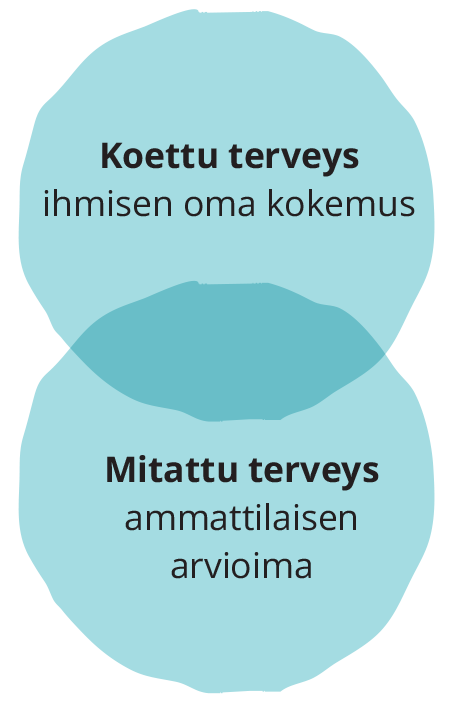 Koettu terveys
ihmisen oma kokemus
Mitattu terveys
ammattilaisen
arvioima